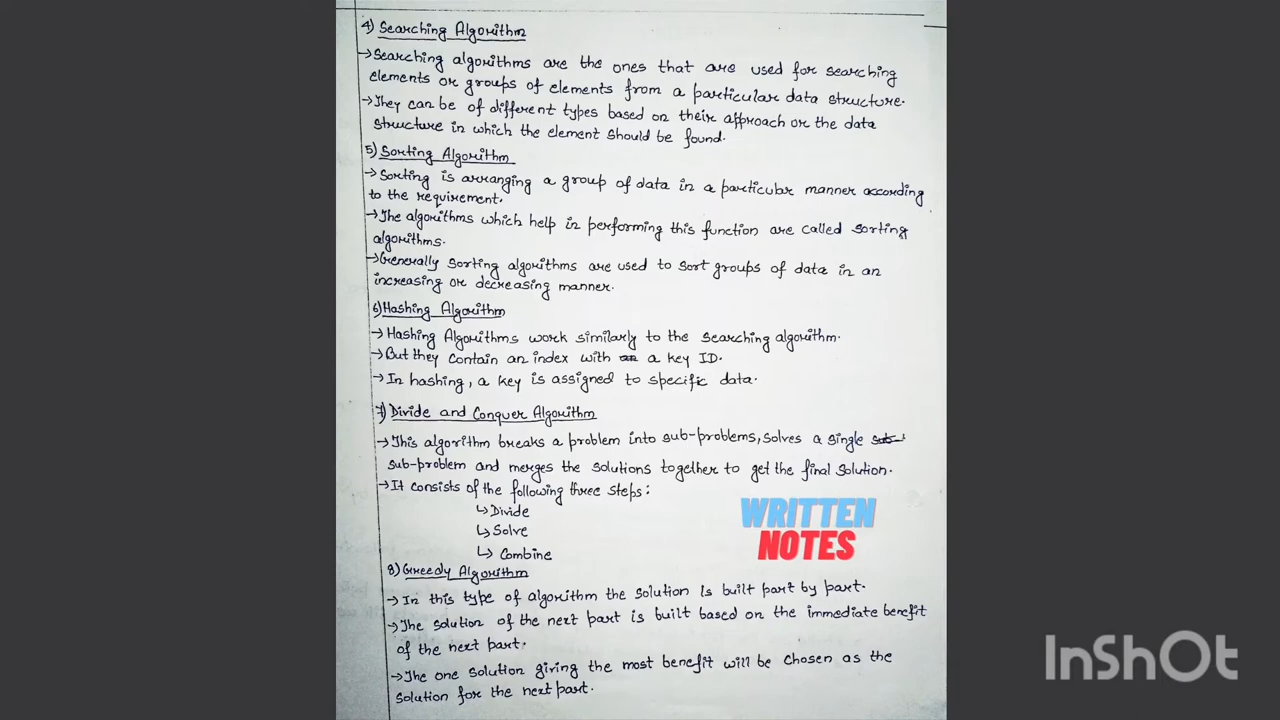 4) Searching Algorithm
→ Searching algorithms are the ones that are used for searching
elements or groups of elements from a particular data structure.
→ They can be of different types based on their approach or the data
structure in which the element should be found.
5) Sorting Algorithm
→ Sorting is arranging a group of data in a particular manner according
to the requirement.
→ The algorithms which help in performing this function are called sorting
algorithms.
→ Generally sorting algorithms are used to sort groups of data in an
increasing or decreasing manner.
6) Hashing Algorithm
→ Hashing Algorithms work similarly to the searching algorithm.
→ But they contain an index with a key ID.
→ In hashing, a key is assigned to specific data.
7) Divide and Conquer Algorithm
→ This algorithm breaks a problem into sub-problems, solves a single
sub-problem and merges the solutions together to get the final solution.
→ It consists of the following three steps:
↳ Divide
↳ Solve
↳ Combine
WRITTEN
NOTES
8) Greedy Algorithm
→ In this type of algorithm the solution is built part by part.
→ The solution of the next part is built based on the immediate benefit
of the next part.
→ The one solution giving the most benefit will be chosen as the
solution for the next part.
InShOt